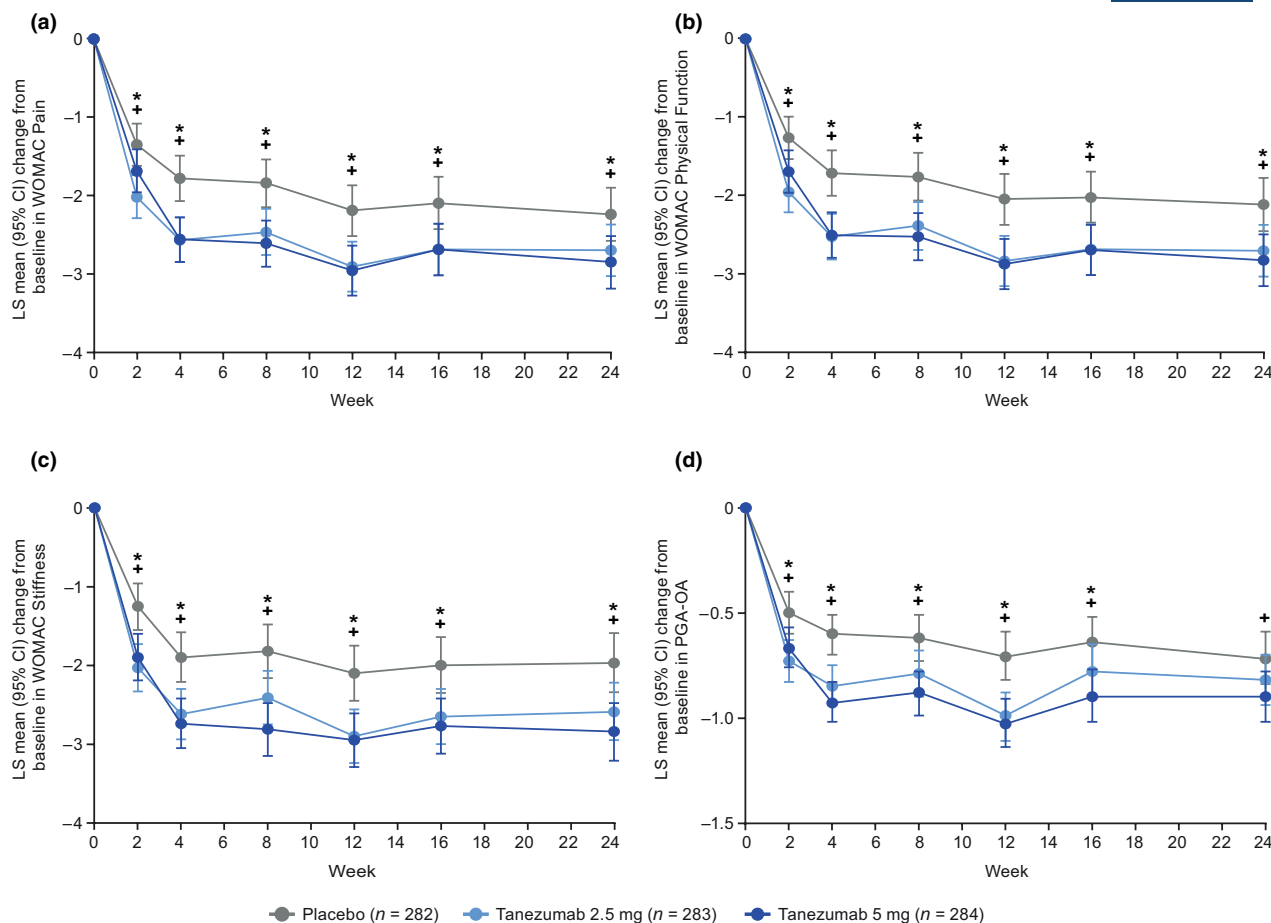 (a)
LS mean (95% CI) change from
baseline in WOMAC Pain
0
–1
–2
–3
–4
* + * + * + * + * + * +
0 2 4 6 8 10 12 14 16 18 20 22 24
Week
(b)
LS mean (95% CI) change from
baseline in WOMAC Physical Function
0
–1
–2
–3
–4
* + * + * + * + * + * +
0 2 4 6 8 10 12 14 16 18 20 22 24
Week
(c)
LS mean (95% CI) change from
baseline in WOMAC Stiffness
0
–1
–2
–3
–4
* + * + * + * + * + * +
0 2 4 6 8 10 12 14 16 18 20 22 24
Week
(d)
LS mean (95% CI) change from
baseline in PGA-OA
0
–0.5
–1.0
–1.5
* + * + * + * + * + +
0 2 4 6 8 10 12 14 16 18 20 22 24
Week
Placebo (n = 282) Tanezumab 2.5 mg (n = 283) Tanezumab 5 mg (n = 284)